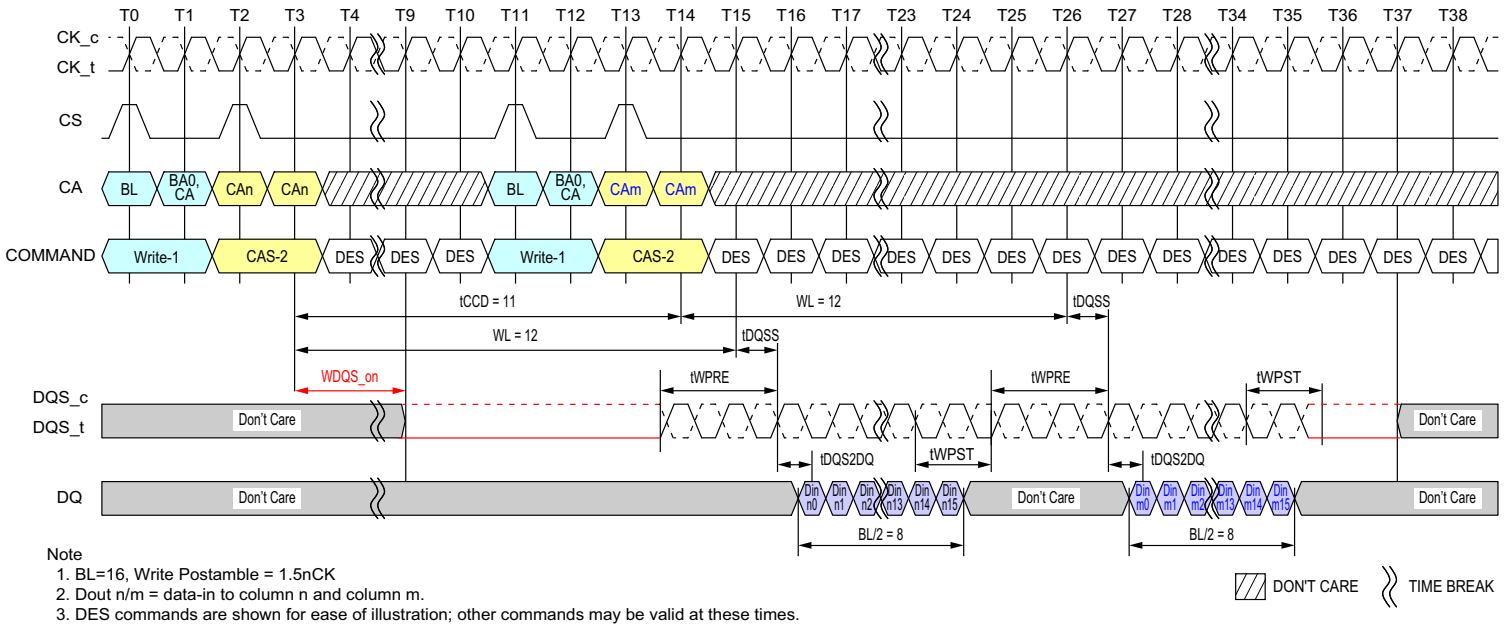 T0 T1 T2 T3 T4 T9 T10 T11 T12 T13 T14 T15 T16 T17 T23 T24 T25 T26 T27 T28 T34 T35 T36 T37 T38
CK_c
CK_t
CS
CA BL BA0, CA CAn CAn BL BA0, CA CAm CAm
COMMAND Write-1 CAS-2 DES DES DES Write-1 CAS-2 DES DES DES DES DES DES DES DES DES DES DES DES DES DES
tCCD = 11 WL = 12 tDQSS
WL = 12 tDQSS
WDQS_on tWPRE tWPRE tWPST
DQS_c
DQS_t Don't Care Don't Care
tDQS2DQ tWPST tDQS2DQ
DQ Don't Care Din n0 Din n1 Din n2 Din n13 Din n14 Din n15 Don't Care Din m0 Din m1 Din m2 Din m13 Din m14 Din m15 Don't Care
BL/2 = 8 BL/2 = 8
Note
1. BL=16, Write Postamble = 1.5nCK
2. Dout n/m = data-in to column n and column m.
3. DES commands are shown for ease of illustration; other commands may be valid at these times.
DON'T CARE TIME BREAK